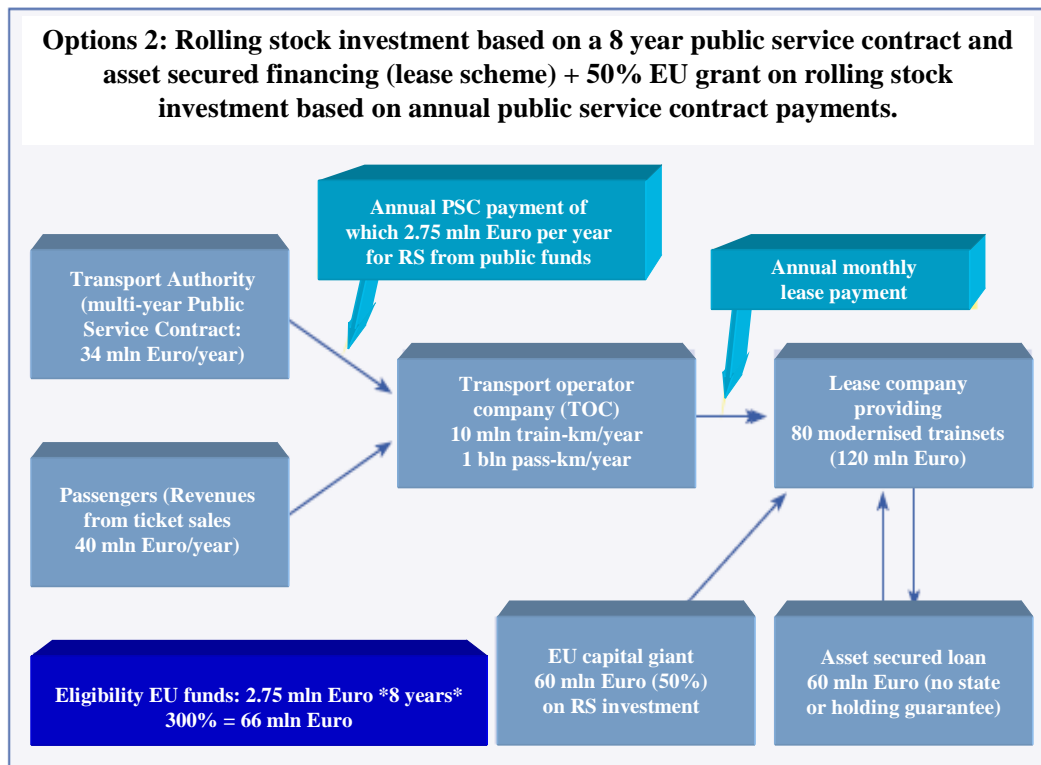 Options 2: Rolling stock investment based on a 8 year public service contract and
asset secured financing (lease scheme) + 50% EU grant on rolling stock
investment based on annual public service contract payments.
Annual PSC payment of
which 2.75 mln Euro per year
for RS from public funds
Annual monthly
lease payment
Transport Authority
(multi-year Public
Service Contract:
34 mln Euro/year)
Transport operator
company (TOC)
10 mln train-km/year
1 bln pass-km/year
Lease company
providing
80 modernised trainsets
(120 mln Euro)
Passengers (Revenues
from ticket sales
40 mln Euro/year)
Eligibility EU funds: 2.75 mln Euro *8 years*
300% = 66 mln Euro
EU capital giant
60 mln Euro (50%)
on RS investment
Asset secured loan
60 mln Euro (no state
or holding guarantee)